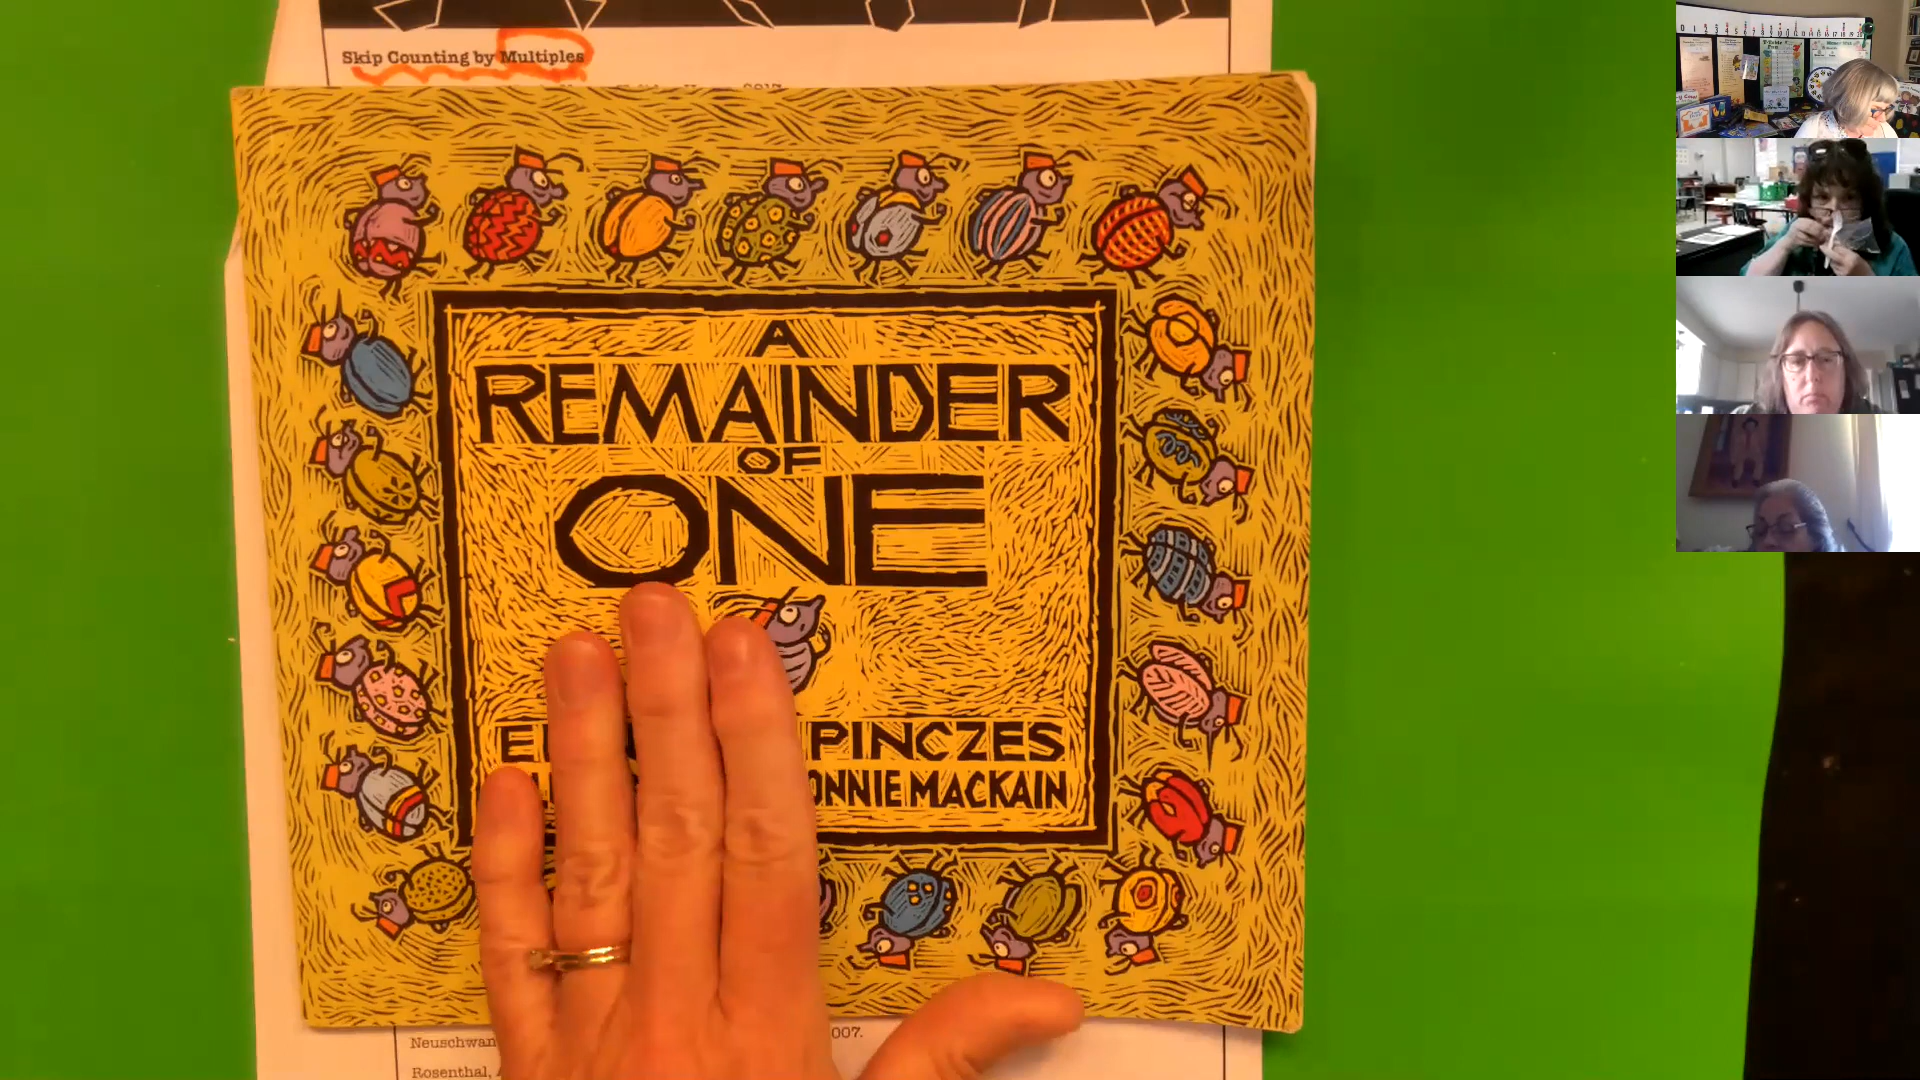 Skip Counting by Multiples
A
REMAINDER
OF
ONE
PINCZES
ONNIE MACKAIN
007.
Neuschwan
Rosenthal,